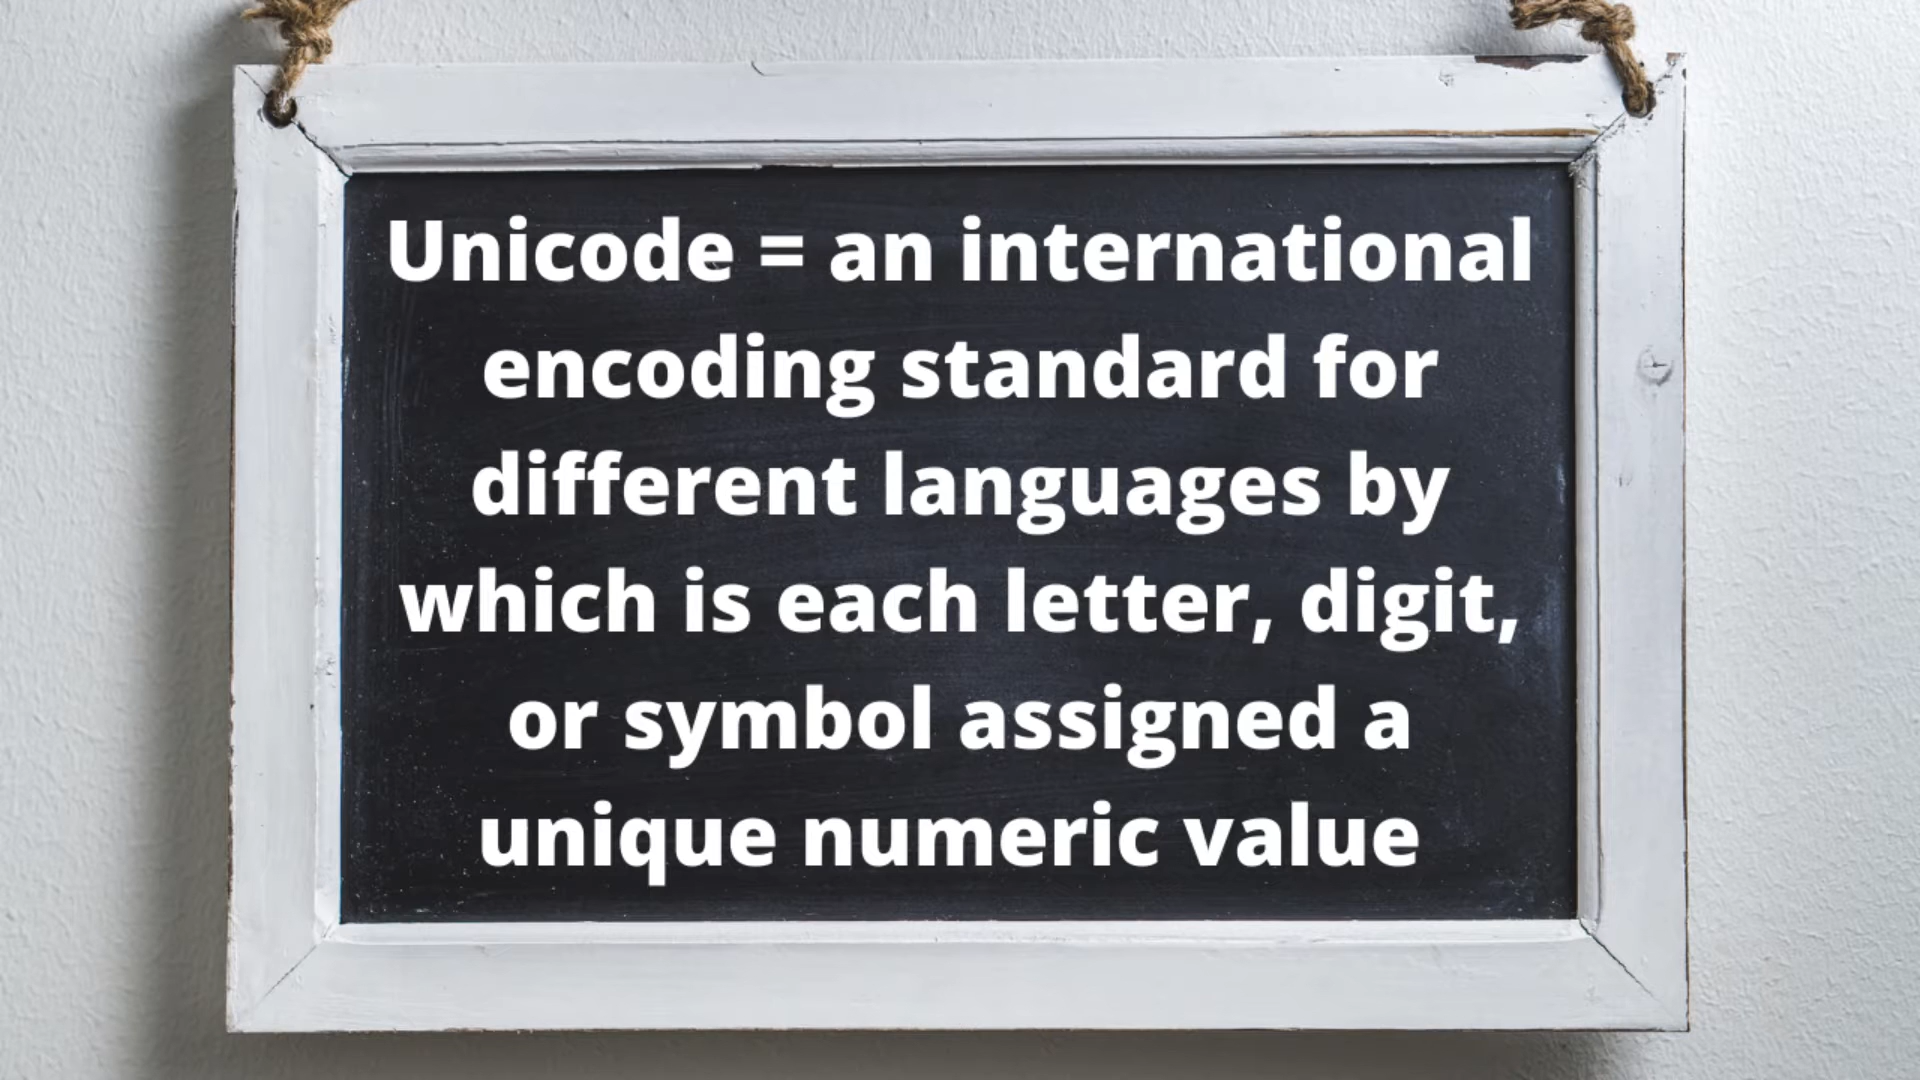 Unicode = an international
encoding standard for
different languages by
which is each letter, digit,
or symbol assigned a
unique numeric value